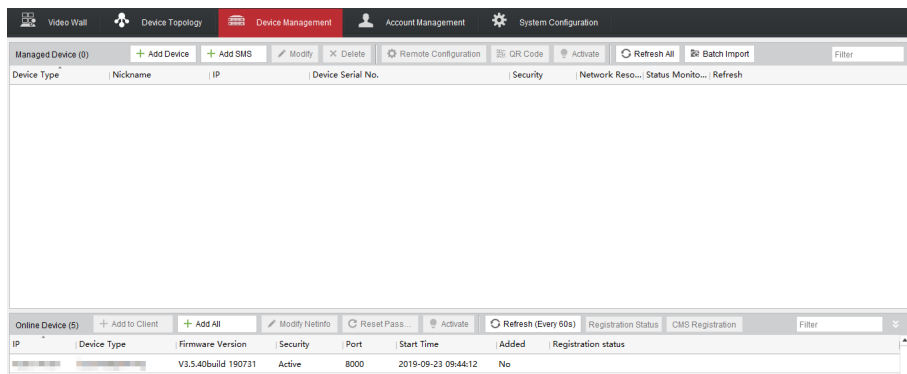 Video Wall Device Topology Device Management Account Management System Configuration
Managed Device (0) + Add Device + Add SMS Modify × Delete Remote Configuration QR Code Activate Refresh All Batch Import Filter
Device Type Nickname IP Device Serial No. Security Network Reso... Status Monito... Refresh
Online Device (5) + Add to Client + Add All Modify Netinfo Reset Pass... Activate Refresh (Every 60s) Registration Status CMS Registration Filter
IP Device Type Firmware Version Security Port Start Time Added Registration status
V3.5.40build 190731 Active 8000 2019-09-23 09:44:12 No